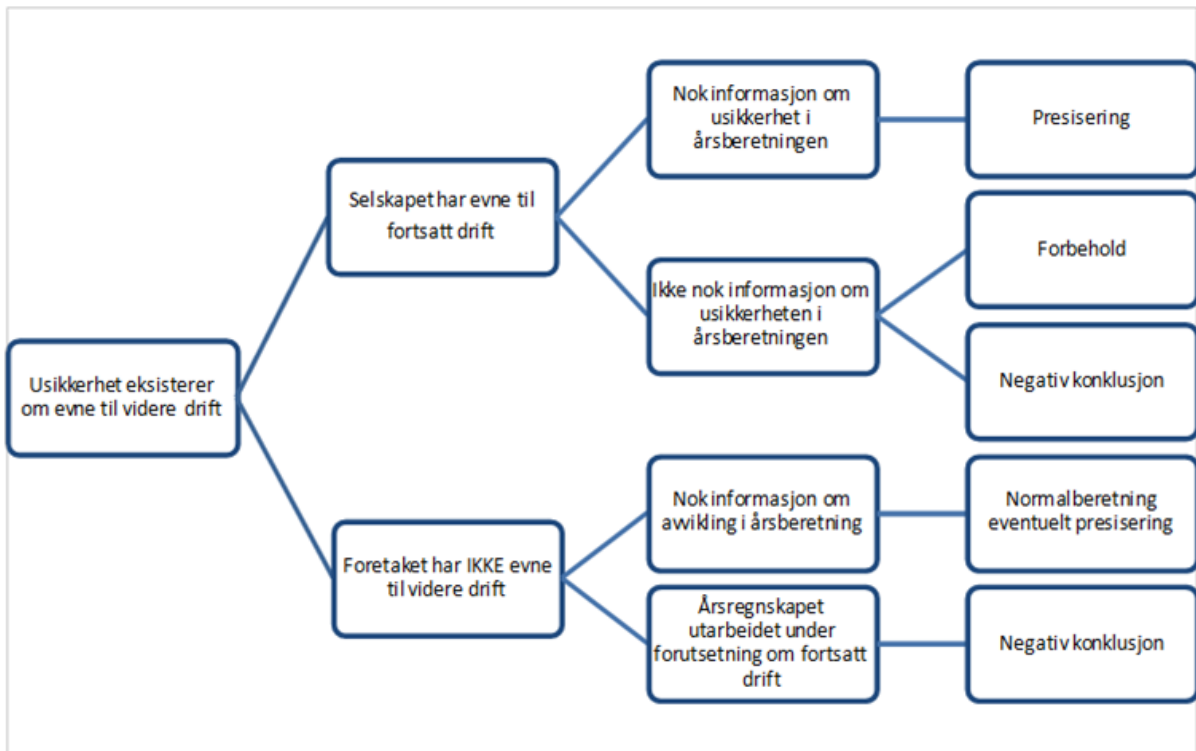 Usikkerhet eksisterer
om evne til videre drift
Selskapet har evne til
fortsatt drift
Foretaket har IKKE evne
til videre drift
Nok informasjon om
usikkerhet i
årsberetningen
Ikke nok informasjon om
usikkerheten i
årsberetningen
Nok informasjon om
avvikling i årsberetning
Årsregnskapet
utarbeidet under
forutsetning om fortsatt
drift
Presisering
Forbehold
Negativ konklusjon
Normalberetning
eventuelt presisering
Negativ konklusjon